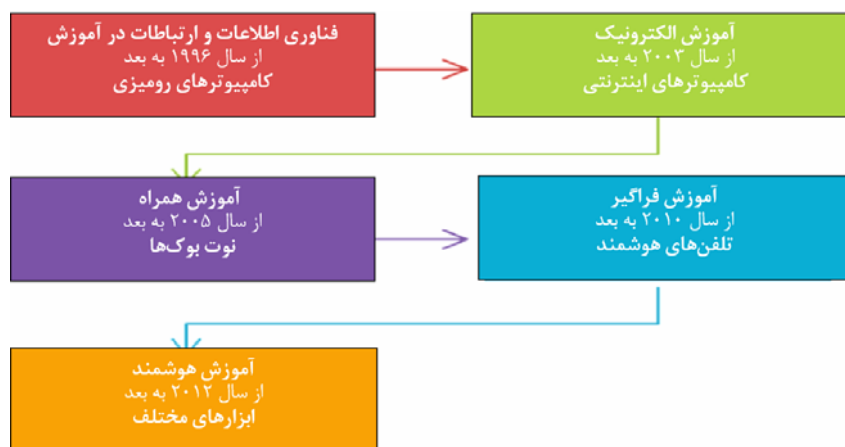 فناوری اطلاعات و ارتباطات در آموزش
از سال ۱۹۹۶ به بعد
کامپیوترهای رومیزی
آموزش الکترونیک
از سال ۲۰۰۳ به بعد
کامپیوترهای اینترنتی
آموزش همراه
از سال ۲۰۰۵ به بعد
نوت بوک‌ها
آموزش فراگیر
از سال ۲۰۱۰ به بعد
تلفن‌های هوشمند
آموزش هوشمند
از سال ۲۰۱۲ به بعد
ابزارهای مختلف